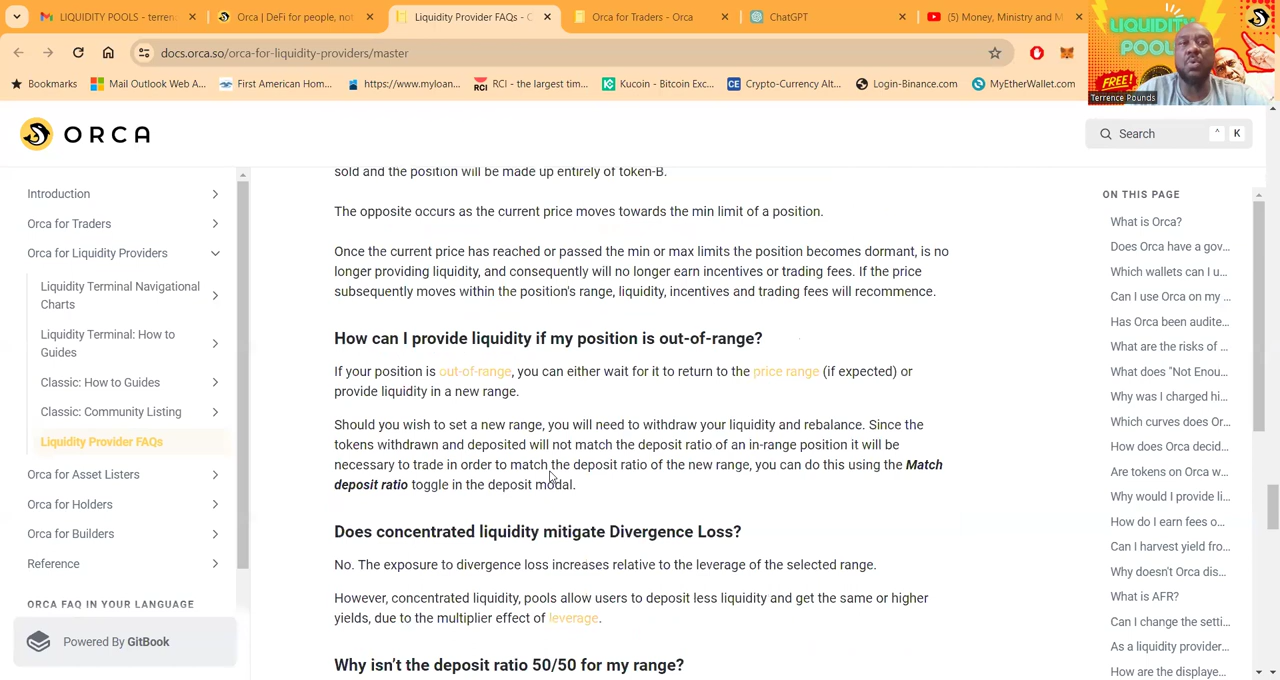 LIQUIDITY POOLS - terren
Orca | DeFi for people, not
Liquidity Provider FAQs - O
Orca for Traders - Orca
ChatGPT
(5) Money, Ministry and M
docs.orca.so/orca-for-liquidity-providers/master
Bookmarks
Mail Outlook Web A...
First American Hom...
https://www.myloan...
RCI
RCI - the largest tim...
Kucoin - Bitcoin Exc...
CE
Crypto-Currency Alt...
Login-Binance.com
MyEtherWallet.com
LIQUIDITY
POOL
FREE!
Terrence Pounds
ORCA
Search
^
K
Introduction
Orca for Traders
Orca for Liquidity Providers
Liquidity Terminal Navigational
Charts
Liquidity Terminal: How to
Guides
Classic: How to Guides
Classic: Community Listing
Liquidity Provider FAQs
Orca for Asset Listers
Orca for Holders
Orca for Builders
Reference
ORCA FAQ IN YOUR LANGUAGE
Powered By GitBook
sold and the position will be made up entirely of token-B.
The opposite occurs as the current price moves towards the min limit of a position.
Once the current price has reached or passed the min or max limits the position becomes dormant, is no
longer providing liquidity, and consequently will no longer earn incentives or trading fees. If the price
subsequently moves within the position's range, liquidity, incentives and trading fees will recommence.
How can I provide liquidity if my position is out-of-range?
If your position is out-of-range, you can either wait for it to return to the price range (if expected) or
provide liquidity in a new range.
Should you wish to set a new range, you will need to withdraw your liquidity and rebalance. Since the
tokens withdrawn and deposited will not match the deposit ratio of an in-range position it will be
necessary to trade in order to match the deposit ratio of the new range, you can do this using the Match
deposit ratio toggle in the deposit modal.
Does concentrated liquidity mitigate Divergence Loss?
No. The exposure to divergence loss increases relative to the leverage of the selected range.
However, concentrated liquidity, pools allow users to deposit less liquidity and get the same or higher
yields, due to the multiplier effect of leverage.
Why isn't the deposit ratio 50/50 for my range?
ON THIS PAGE
What is Orca?
Does Orca have a gov...
Which wallets can I u...
Can I use Orca on my ...
Has Orca been audite...
What are the risks of ...
What does "Not Enou...
Why was I charged hi...
Which curves does Or...
How does Orca decid...
Are tokens on Orca w...
Why would I provide li...
How do I earn fees o...
Can I harvest yield fro...
Why doesn't Orca dis...
What is AFR?
Can I change the setti...
As a liquidity provider...
How are the displaye...